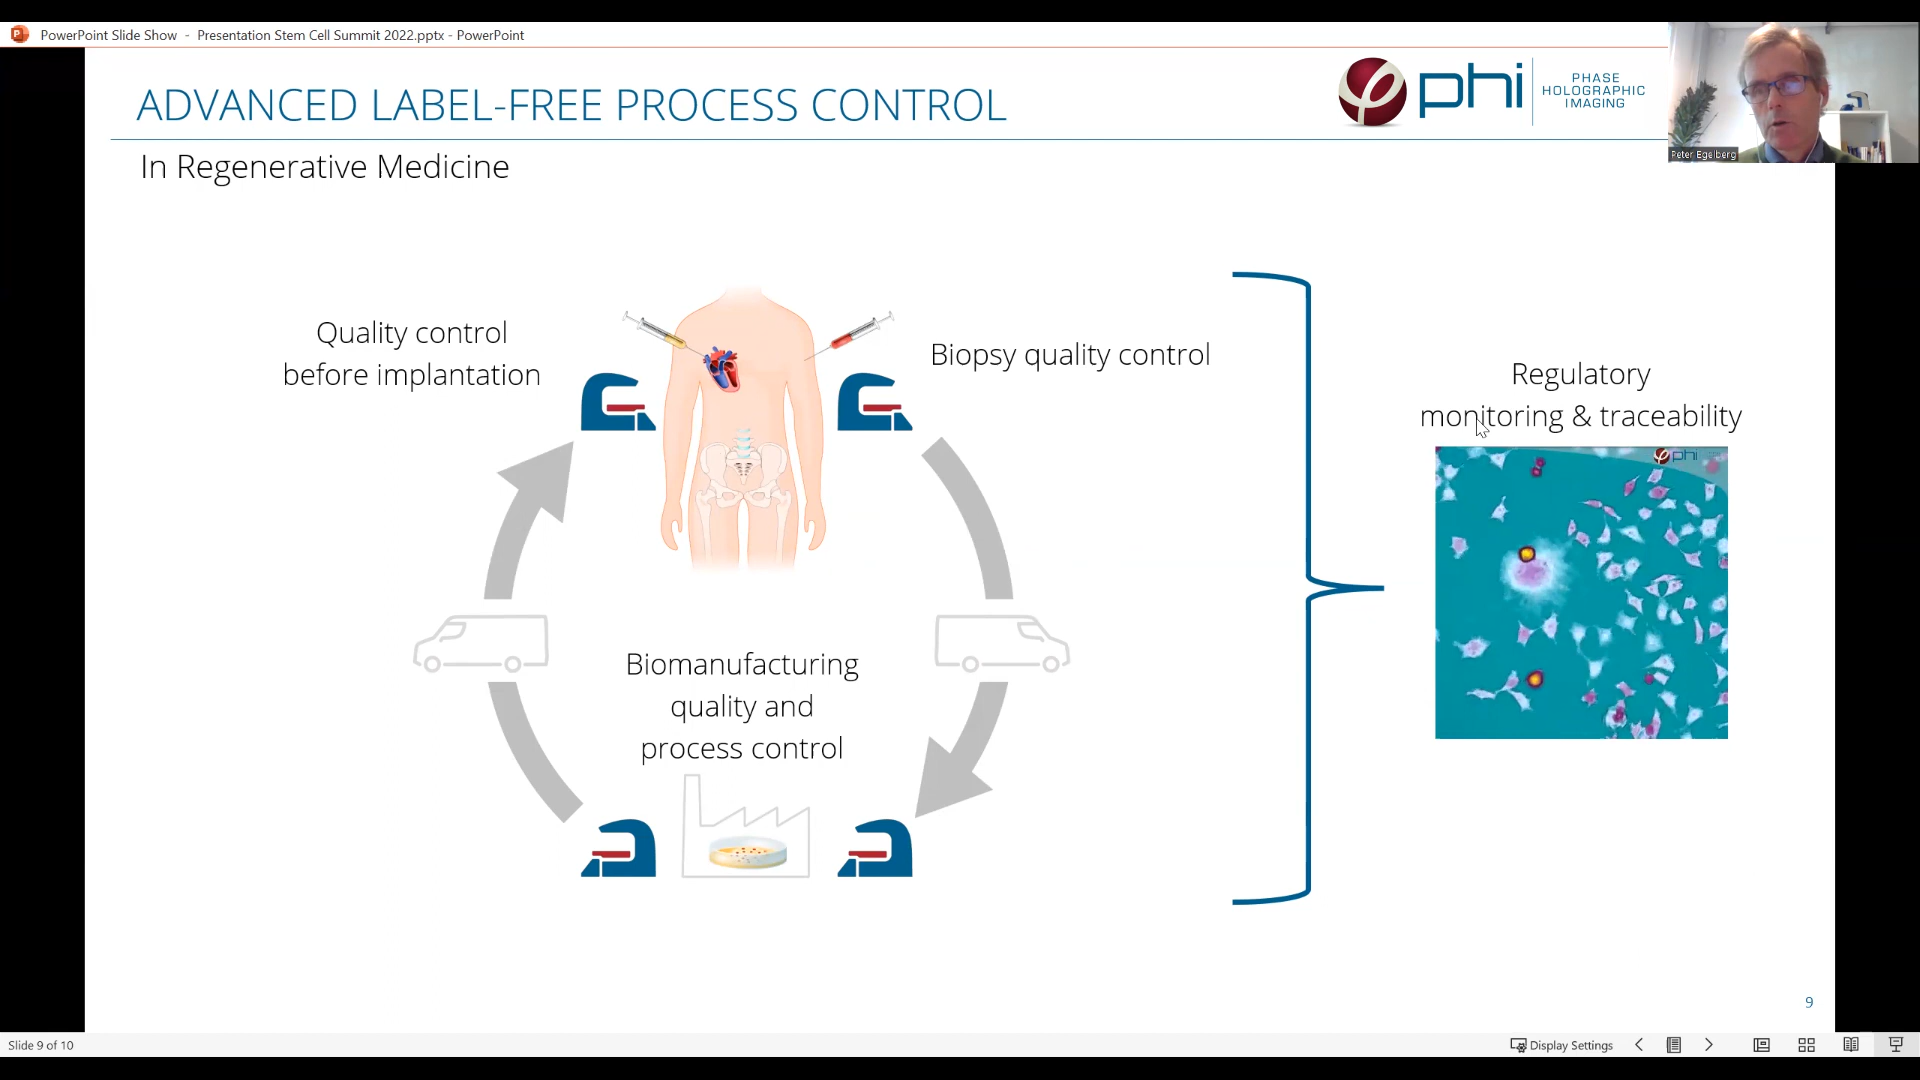 PowerPoint Slide Show - Presentation Stem Cell Summit 2022.pptx - PowerPoint
ADVANCED LABEL-FREE PROCESS CONTROL
phi
PHASE
HOLOGRAPHIC
IMAGING
Peter Egelberg
In Regenerative Medicine
Quality control
before implantation
Biopsy quality control
Regulatory
monitoring & traceability
phi
Biomanufacturing
quality and
process control
9
Slide 9 of 10
Display Settings